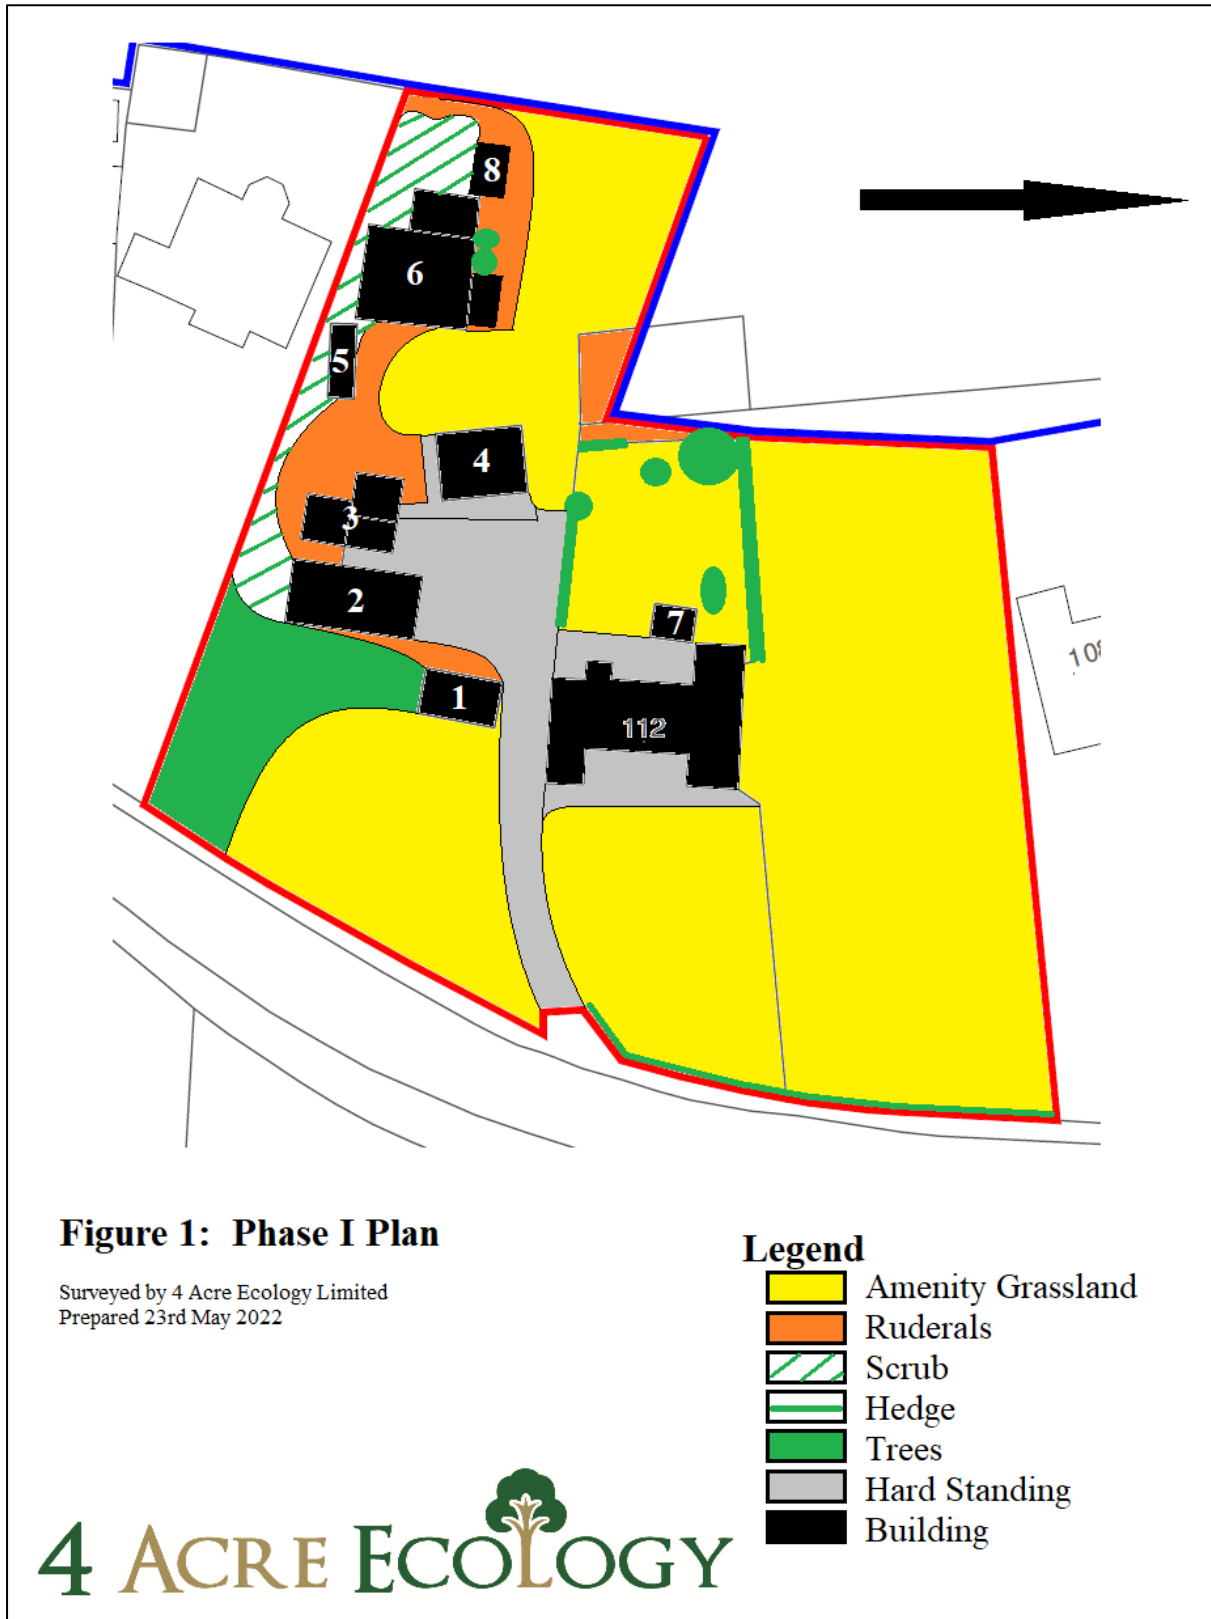 8
6
5
4
3
2
7
1
112
Figure 1: Phase I Plan
Surveyed by 4 Acre Ecology Limited
Prepared 23rd May 2022
Legend
Amenity Grassland
Ruderals
Scrub
Hedge
Trees
Hard Standing
Building
4 ACRE ECOLOGY